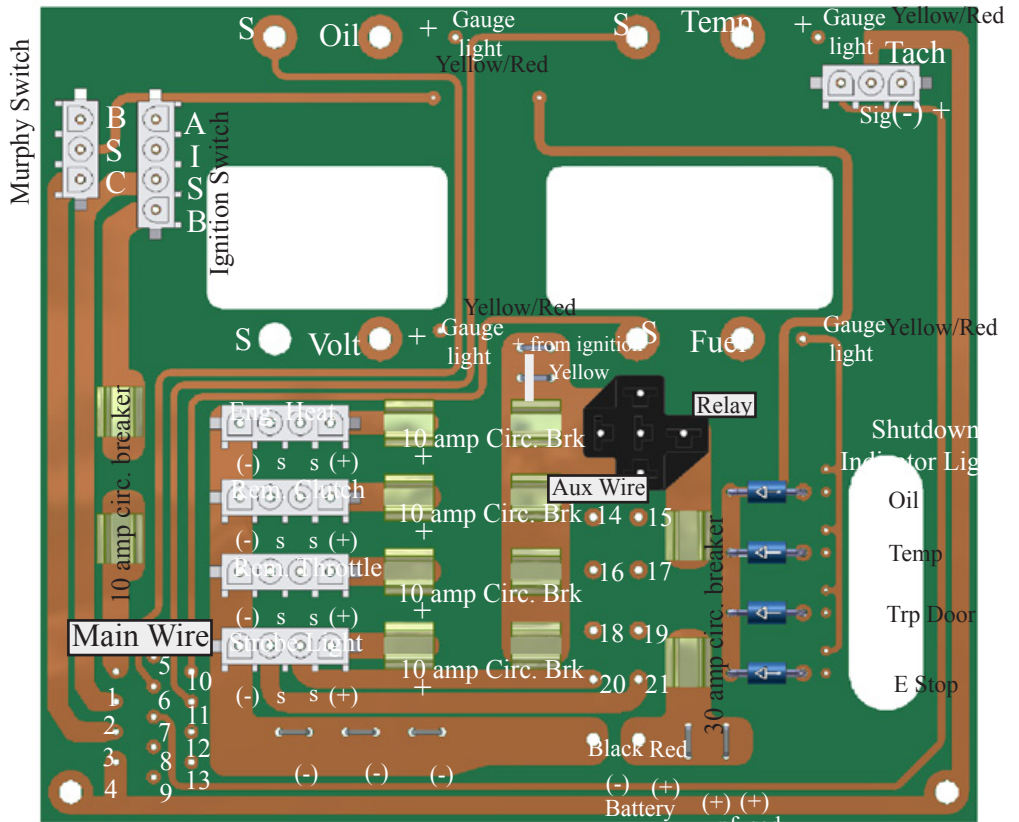 S Oil + Gauge light
Yellow/Red
S Temp + Gauge light
Yellow/Red
Tach
Sig (-) +
Murphy Switch
B
S
C
A
I
S
B
Ignition Switch
S Volt + Gauge light
Yellow/Red
+ from ignition
Yellow
S Fuel
Gauge light
Yellow/Red
Relay
10 amp circ. breaker
Eng. Heat
(-) s s (+)
10 amp Circ. Brk
+
Rem. Clutch
(-) s s (+)
10 amp Circ. Brk
+
Rem. Throttle
(-) s s (+)
10 amp Circ. Brk
+
Strobe Light
(-) s s (+)
10 amp Circ. Brk
+
Aux Wire
14 15
16 17
18 19
20 21
30 amp circ. breaker
Shutdown
Indicator Lig
Oil
Temp
Trp Door
E Stop
Main Wire
1
2
3
4
5
6
7
8
9
10
11
12
13
(-) (-) (-)
Black Red
(-) (+)
Battery
(+) (+)